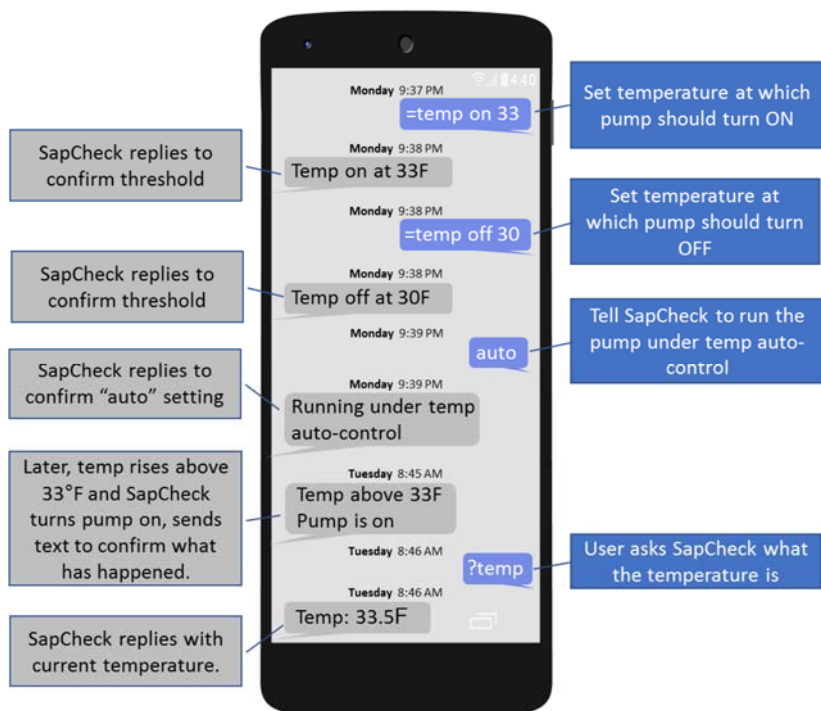 4:40
Monday 9:37 PM
=temp on 33
Set temperature at which
pump should turn ON
Monday 9:38 PM
Temp on at 33F
SapCheck replies to
confirm threshold
Monday 9:38 PM
=temp off 30
Set temperature at
which pump should turn
OFF
Monday 9:38 PM
Temp off at 30F
SapCheck replies to
confirm threshold
Monday 9:39 PM
auto
Tell SapCheck to run the
pump under temp auto-
control
Monday 9:39 PM
Running under temp
auto-control
SapCheck replies to
confirm “auto” setting
Tuesday 8:45 AM
Temp above 33F
Pump is on
Later, temp rises above
33°F and SapCheck
turns pump on, sends
text to confirm what
has happened.
Tuesday 8:46 AM
?temp
User asks SapCheck what
the temperature is
Tuesday 8:46 AM
Temp: 33.5F
SapCheck replies with
current temperature.